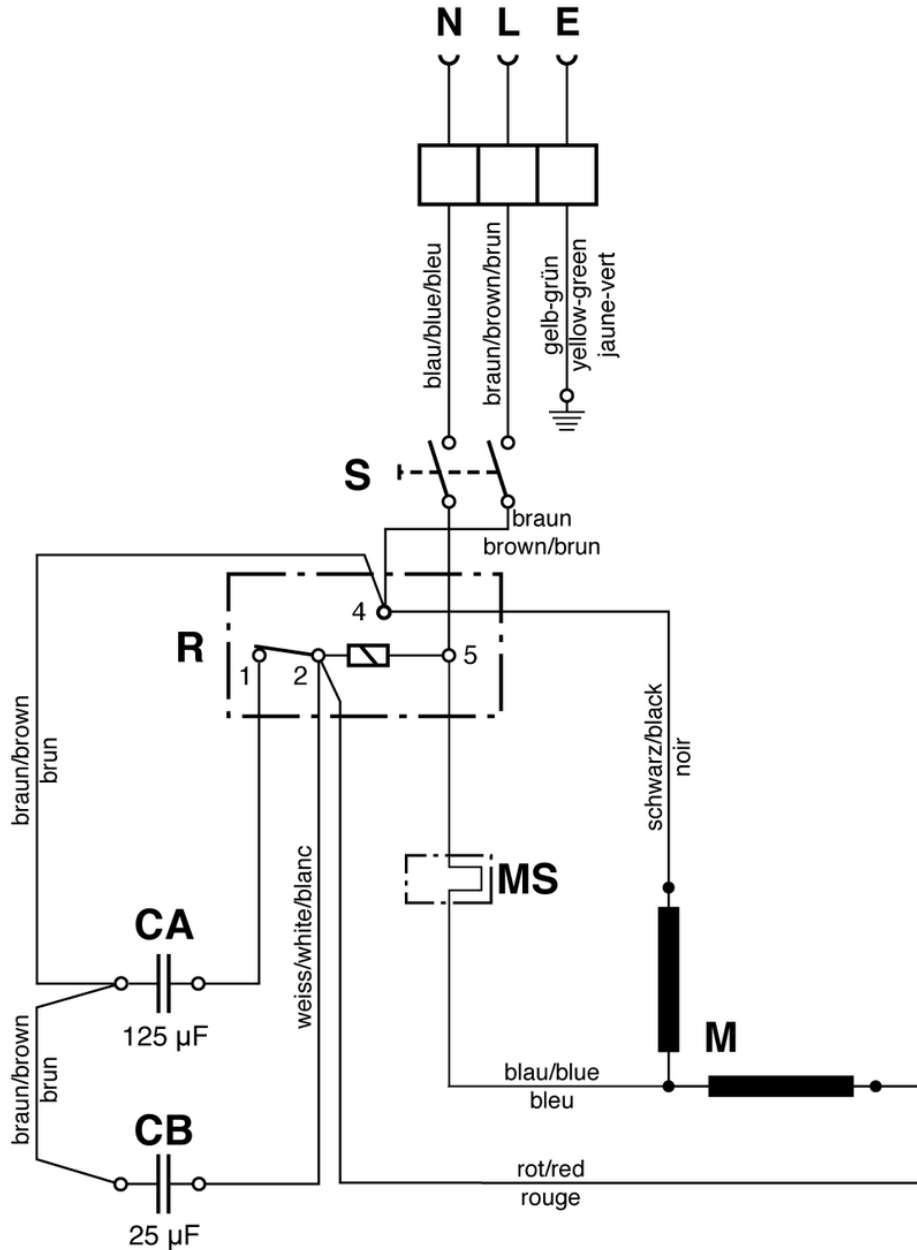 N L E
blau/blue/bleu
braun/brown/brun
gelb-grün
yellow-green
jaune-vert
S
braun
brown/brun
R
4
1
2
5
braun/brown
brun
schwarz/black
noir
weiss/white/blanc
MS
CA
125 µF
M
blau/blue
bleu
braun/brown
brun
CB
25 µF
rot/red
rouge